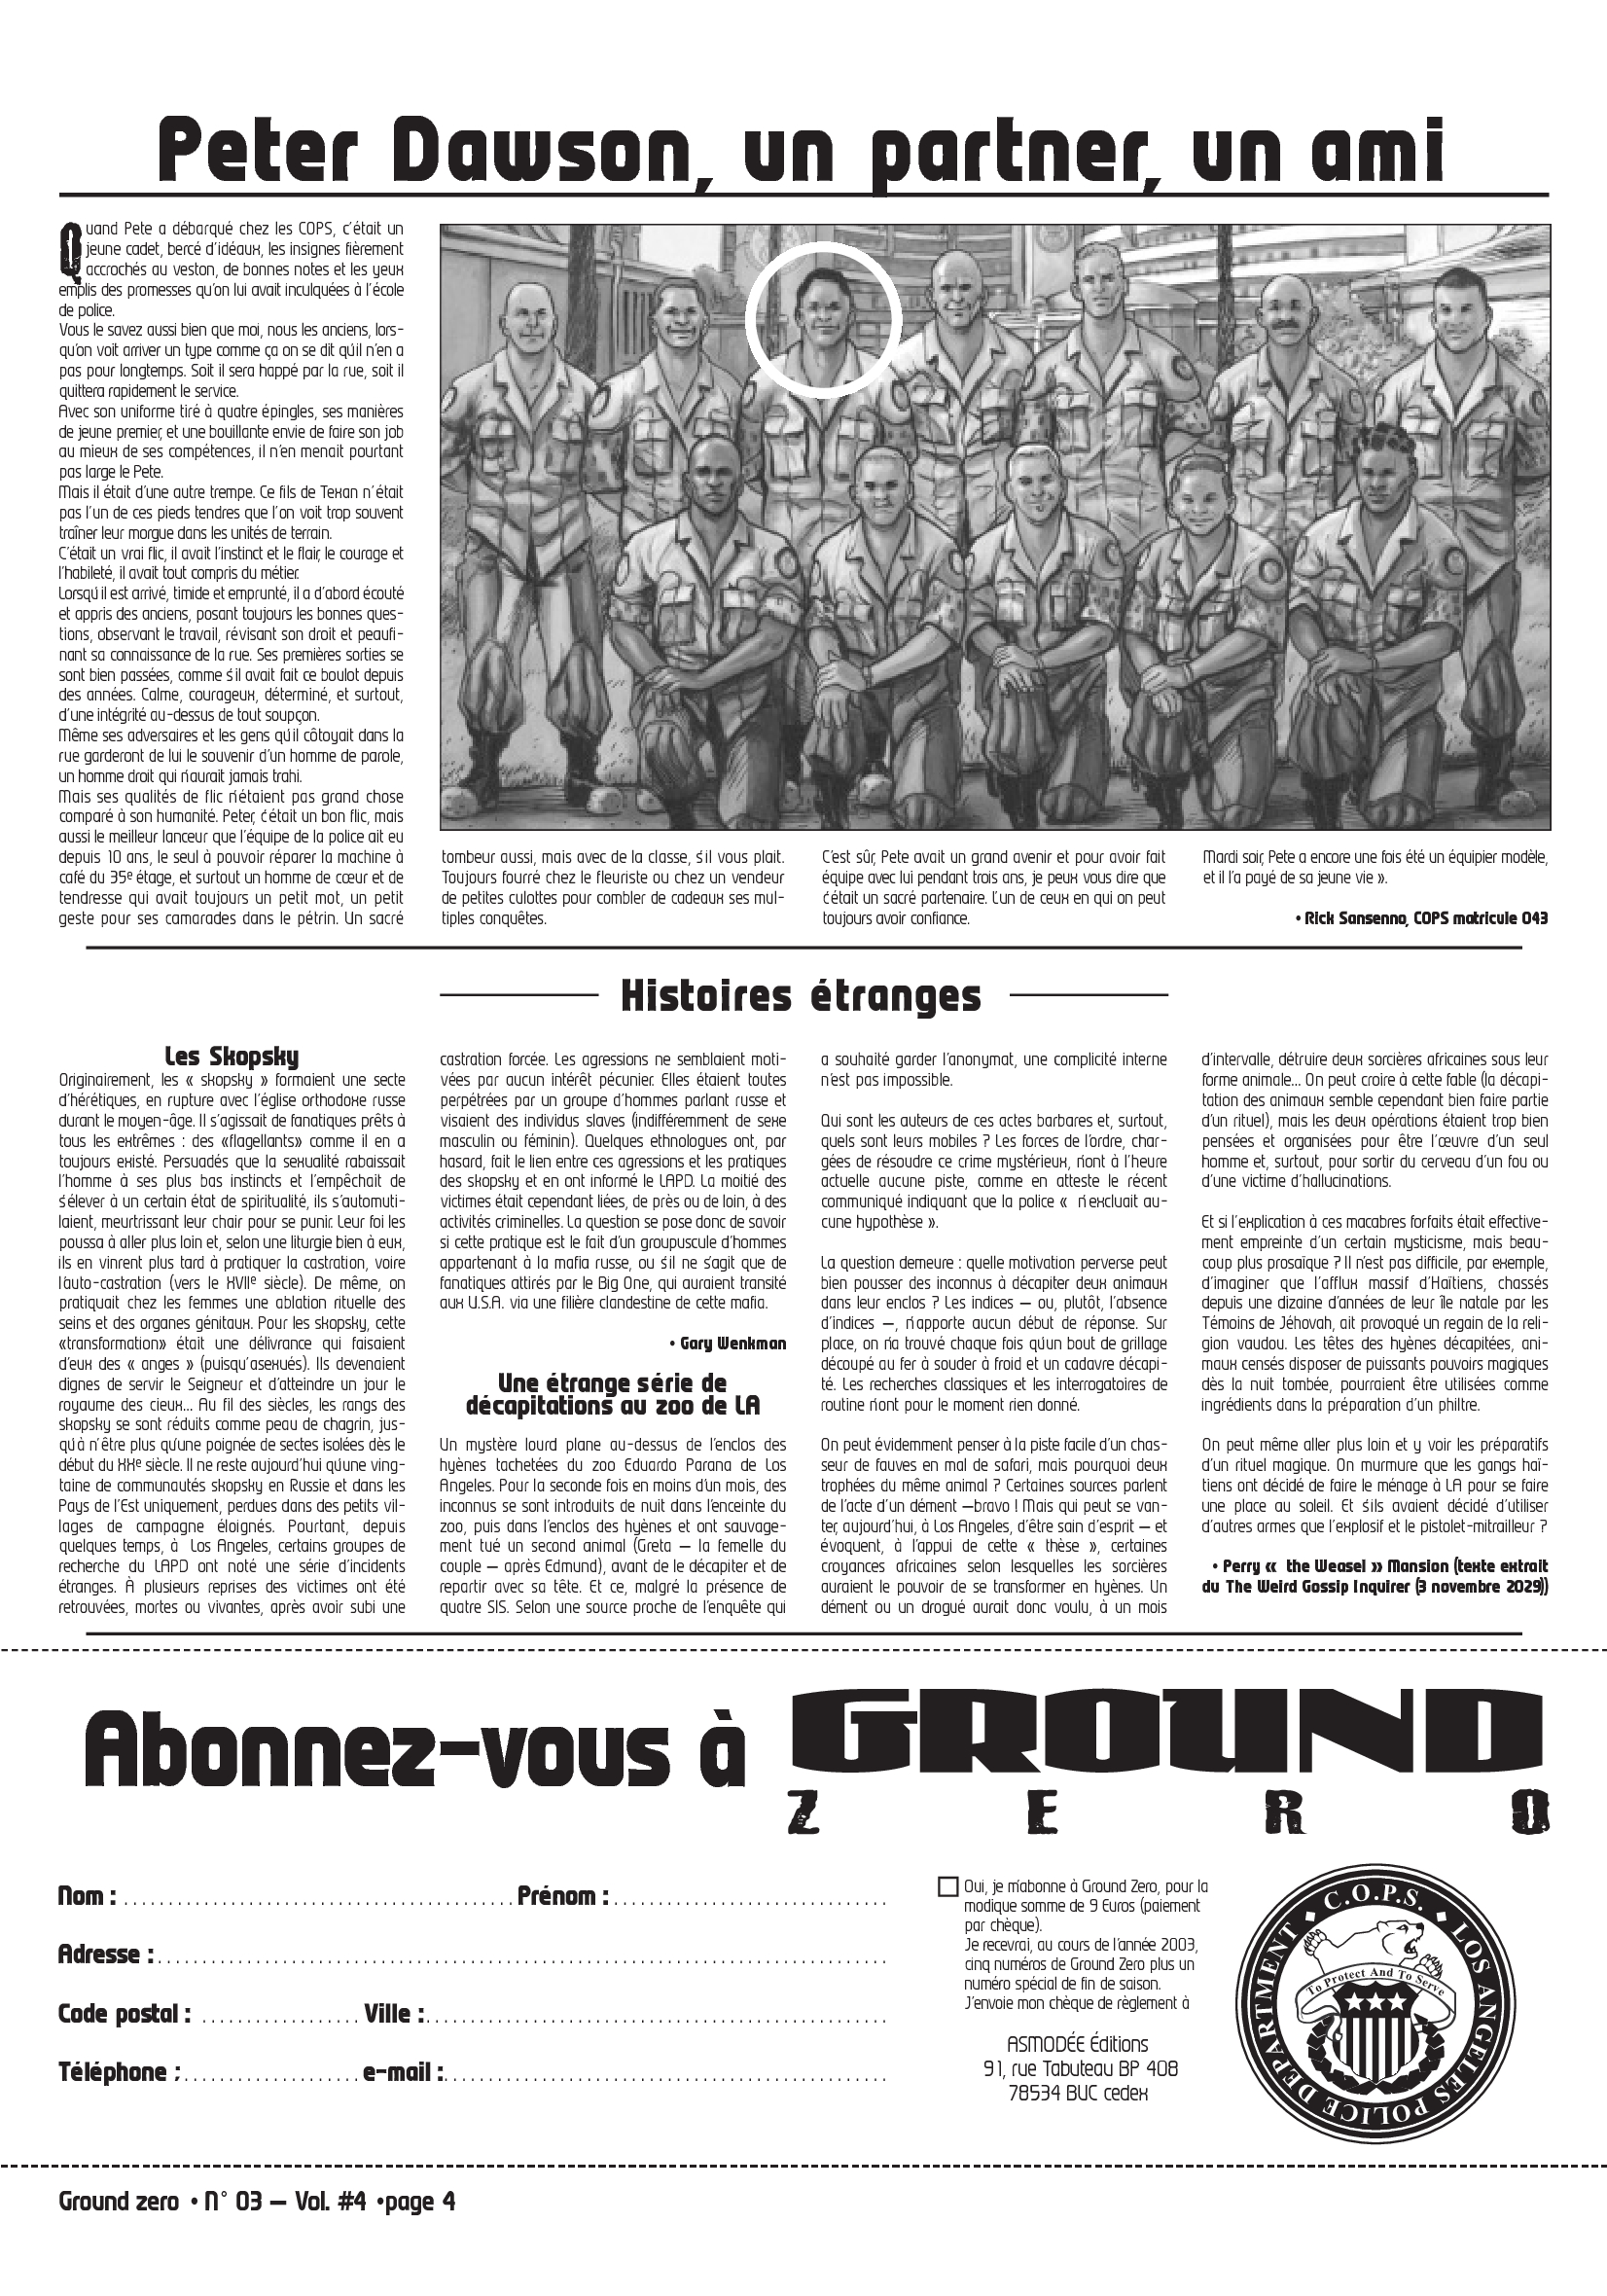 Peter Dawson, un partner, un ami
Quand Pete a débarqué chez les COPS, c'était un
jeune cadet, bercé d'idéaux, les insignes fièrement
accrochés au veston, de bonnes notes et les yeux
emplis des promesses qu'on lui avait inculquées à l'école
de police.
Vous le savez aussi bien que moi, nous les anciens, lors-
qu'on voit arriver un type comme ça on se dit qu'il n'en a
pas pour longtemps. Soit il sera happé par la rue, soit il
quittera rapidement le service.
Avec son uniforme tiré à quatre épingles, ses manières
de jeune premier, et une bouillante envie de faire son job
au mieux de ses compétences, il n'en menait pourtant
pas large le Pete.
Mais il était d'une autre trempe. Ce fils de Texan n'était
pas l'un de ces pieds tendres que l'on voit trop souvent
traîner leur morgue dans les unités de terrain.
C'était un vrai flic, il avait l'instinct et le flair, le courage et
l'habileté, il avait tout compris du métier.
Lorsqu'il est arrivé, timide et emprunté, il a d'abord écouté
et appris des anciens, posant toujours les bonnes ques-
tions, observant le travail, révisant son droit et peaufi-
nant sa connaissance de la rue. Ses premières sorties se
sont bien passées, comme s'il avait fait ce boulot depuis
des années. Calme, courageux, déterminé, et surtout,
d'une intégrité au-dessus de tout soupçon.
Même ses adversaires et les gens qu'il côtoyait dans la
rue garderont de lui le souvenir d'un homme de parole,
un homme droit qui n'aurait jamais trahi.
Mais ses qualités de flic n'étaient pas grand chose
comparé à son humanité. Peter, c'était un bon flic, mais
aussi le meilleur lanceur que l'équipe de la police ait eu
depuis 10 ans, le seul à pouvoir réparer la machine à
café du 35e étage, et surtout un homme de cœur et de
tendresse qui avait toujours un petit mot, un petit
geste pour ses camarades dans le pétrin. Un sacré
tombeur aussi, mais avec de la classe, s'il vous plait.
Toujours fourré chez le fleuriste ou chez un vendeur
de petites culottes pour combler de cadeaux ses mul-
tiples conquêtes.
C'est sûr, Pete avait un grand avenir et pour avoir fait
équipe avec lui pendant trois ans, je peux vous dire que
c'était un sacré partenaire. L'un de ceux en qui on peut
toujours avoir confiance.
Mardi soir, Pete a encore une fois été un équipier modèle,
et il l'a payé de sa jeune vie ».
• Rick Sansenno, COPS matricule 043
Histoires étranges
Les Skopsky
Originairement, les « skopsky » formaient une secte
d'hérétiques, en rupture avec l'église orthodoxe russe
durant le moyen-âge. Il s'agissait de fanatiques prêts à
tous les extrêmes : des «flagellants» comme il en a
toujours existé. Persuadés que la sexualité rabaissait
l'homme à ses plus bas instincts et l'empêchait de
s'élever à un certain état de spiritualité, ils s'automuti-
laient, meurtrissant leur chair pour se punir. Leur foi les
poussa à aller plus loin et, selon une liturgie bien à eux,
ils en vinrent plus tard à pratiquer la castration, voire
l'auto-castration (vers le XVIIe siècle). De même, on
pratiquait chez les femmes une ablation rituelle des
seins et des organes génitaux. Pour les skopsky, cette
«transformation» était une délivrance qui faisaient
d'eux des « anges » (puisqu'asexués). Ils devenaient
dignes de servir le Seigneur et d'atteindre un jour le
royaume des cieux... Au fil des siècles, les rangs des
skopsky se sont réduits comme peau de chagrin, jus-
qu'à n'être plus qu'une poignée de sectes isolées dès le
début du XXe siècle. Il ne reste aujourd'hui qu'une ving-
taine de communautés skopsky en Russie et dans les
Pays de l'Est uniquement, perdues dans des petits vil-
lages de campagne éloignés. Pourtant, depuis
quelques temps, à Los Angeles, certains groupes de
recherche du LAPD ont noté une série d'incidents
étranges. À plusieurs reprises des victimes ont été
retrouvées, mortes ou vivantes, après avoir subi une
castration forcée. Les agressions ne semblaient moti-
vées par aucun intérêt pécunier. Elles étaient toutes
perpétrées par un groupe d'hommes parlant russe et
visaient des individus slaves (indifféremment de sexe
masculin ou féminin). Quelques ethnologues ont, par
hasard, fait le lien entre ces agressions et les pratiques
des skopsky et en ont informé le LAPD. La moitié des
victimes était cependant liées, de près ou de loin, à des
activités criminelles. La question se pose donc de savoir
si cette pratique est le fait d'un groupuscule d'hommes
appartenant à la mafia russe, ou s'il ne s'agit que de
fanatiques attirés par le Big One, qui auraient transité
aux U.S.A. via une filière clandestine de cette mafia.
• Gary Wenkman
Une étrange série de
décapitations au zoo de LA
Un mystère lourd plane au-dessus de l'enclos des
hyènes tachetées du zoo Eduardo Parana de Los
Angeles. Pour la seconde fois en moins d'un mois, des
inconnus se sont introduits de nuit dans l'enceinte du
zoo, puis dans l'enclos des hyènes et ont sauvage-
ment tué un second animal (Greta — la femelle du
couple — après Edmund), avant de le décapiter et de
repartir avec sa tête. Et ce, malgré la présence de
quatre SIS. Selon une source proche de l'enquête qui
a souhaité garder l'anonymat, une complicité interne
n'est pas impossible.
Qui sont les auteurs de ces actes barbares et, surtout,
quels sont leurs mobiles ? Les forces de l'ordre, char-
gées de résoudre ce crime mystérieux, n'ont à l'heure
actuelle aucune piste, comme en atteste le récent
communiqué indiquant que la police « n'excluait au-
cune hypothèse ».
La question demeure : quelle motivation perverse peut
bien pousser des inconnus à décapiter deux animaux
dans leur enclos ? Les indices — ou, plutôt, l'absence
d'indices —, n'apporte aucun début de réponse. Sur
place, on n'a trouvé chaque fois qu'un bout de grillage
découpé au fer à souder à froid et un cadavre décapi-
té. Les recherches classiques et les interrogatoires de
routine n'ont pour le moment rien donné.
On peut évidemment penser à la piste facile d'un chas-
seur de fauves en mal de safari, mais pourquoi deux
trophées du même animal ? Certaines sources parlent
de l'acte d'un dément —bravo ! Mais qui peut se van-
ter, aujourd'hui, à Los Angeles, d'être sain d'esprit — et
évoquent, à l'appui de cette « thèse », certaines
croyances africaines selon lesquelles les sorcières
auraient le pouvoir de se transformer en hyènes. Un
dément ou un drogué aurait donc voulu, à un mois
d'intervalle, détruire deux sorcières africaines sous leur
forme animale... On peut croire à cette fable (la décapi-
tation des animaux semble cependant bien faire partie
d'un rituel), mais les deux opérations étaient trop bien
pensées et organisées pour être l'œuvre d'un seul
homme et, surtout, pour sortir du cerveau d'un fou ou
d'une victime d'hallucinations.
Et si l'explication à ces macabres forfaits était effective-
ment empreinte d'un certain mysticisme, mais beau-
coup plus prosaïque ? Il n'est pas difficile, par exemple,
d'imaginer que l'afflux massif d'Haïtiens, chassés
depuis une dizaine d'années de leur île natale par les
Témoins de Jéhovah, ait provoqué un regain de la reli-
gion vaudou. Les têtes des hyènes décapitées, ani-
maux censés disposer de puissants pouvoirs magiques
dès la nuit tombée, pourraient être utilisées comme
ingrédients dans la préparation d'un philtre.
On peut même aller plus loin et y voir les préparatifs
d'un rituel magique. On murmure que les gangs haï-
tiens ont décidé de faire le ménage à LA pour se faire
une place au soleil. Et s'ils avaient décidé d'utiliser
d'autres armes que l'explosif et le pistolet-mitrailleur ?
• Perry « the Weasel » Mansion (texte extrait
du The Weird Gossip Inquirer (3 novembre 2029))
Abonnez-vous à GROUND
ZERO
Nom : Prénom :
Adresse :
Code postal : Ville :
Téléphone : e-mail :
Oui, je m'abonne à Ground Zero, pour la
modique somme de 9 Euros (paiement
par chèque).
Je recevrai, au cours de l'année 2003,
cinq numéros de Ground Zero plus un
numéro spécial de fin de saison.
J'envoie mon chèque de règlement à
ASMODÉE Éditions
91, rue Tabuteau BP 408
78534 BUC cedex
C.O.P.S. LOS ANGELES POLICE DEPARTMENT
To Protect And To Serve
Ground zero • N° 03 — Vol. #4 •page 4